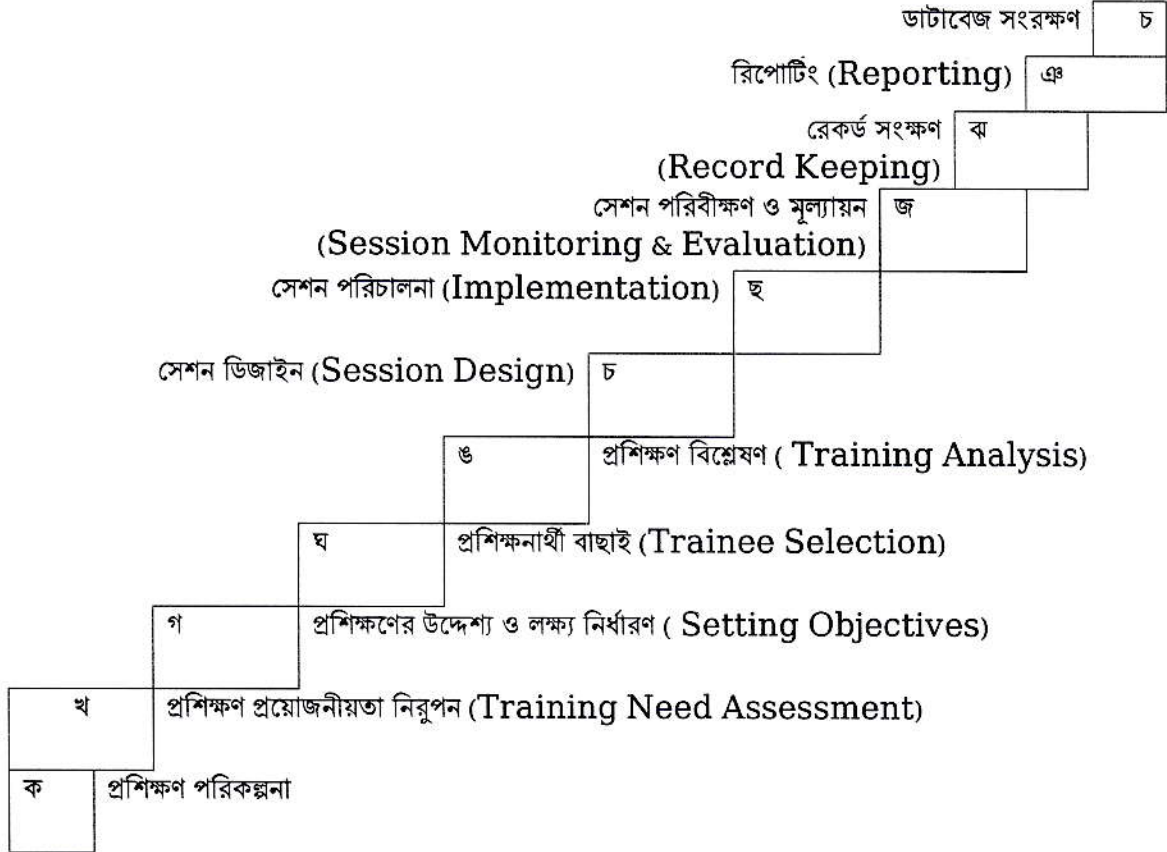 ডাটাবেজ সংরক্ষণ চ
রিপোর্টিং (Reporting) ঞ
রেকর্ড সংক্ষণ ঝ
(Record Keeping)
সেশন পরিবীক্ষণ ও মূল্যায়ন জ
(Session Monitoring & Evaluation)
সেশন পরিচালনা (Implementation) ছ
সেশন ডিজাইন (Session Design) চ
ঙ প্রশিক্ষণ বিশ্লেষণ ( Training Analysis)
ঘ প্রশিক্ষনার্থী বাছাই (Trainee Selection)
গ প্রশিক্ষণের উদ্দেশ্য ও লক্ষ্য নির্ধারণ ( Setting Objectives)
খ প্রশিক্ষণ প্রয়োজনীয়তা নিরুপন (Training Need Assessment)
ক প্রশিক্ষণ পরিকল্পনা